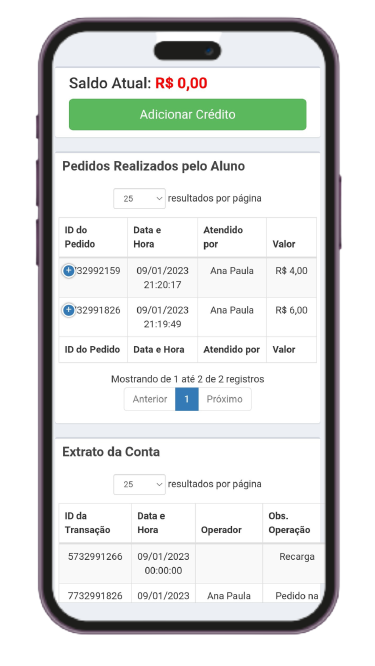 Saldo Atual: R$ 0,00
Adicionar Crédito
Pedidos Realizados pelo Aluno
25 resultados por página
ID do Pedido Data e Hora Atendido por Valor
732992159 09/01/2023 21:20:17 Ana Paula R$ 4,00
732991826 09/01/2023 21:19:49 Ana Paula R$ 6,00
ID do Pedido Data e Hora Atendido por Valor
Mostrando de 1 até 2 de 2 registros
Anterior 1 Próximo
Extrato da Conta
25 resultados por página
ID da Transação Data e Hora Operador Obs. Operação
5732991266 09/01/2023 00:00:00 Recarga
7732991826 09/01/2023 Ana Paula Pedido na